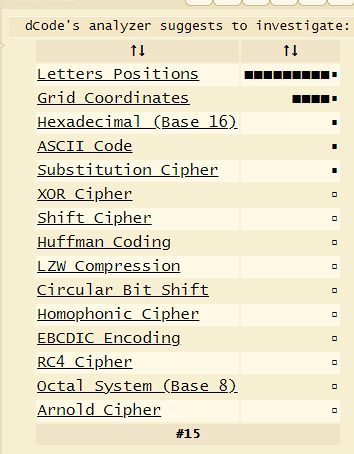 dCode's analyzer suggests to investigate:
↑↓ ↑↓
Letters Positions ■■■■■■■■■▪
Grid Coordinates ■■■■▪
Hexadecimal (Base 16) ▪
ASCII Code ▪
Substitution Cipher ▪
XOR Cipher ▫
Shift Cipher ▫
Huffman Coding ▫
LZW Compression ▫
Circular Bit Shift ▫
Homophonic Cipher ▫
EBCDIC Encoding ▫
RC4 Cipher ▫
Octal System (Base 8) ▫
Arnold Cipher ▫
#15